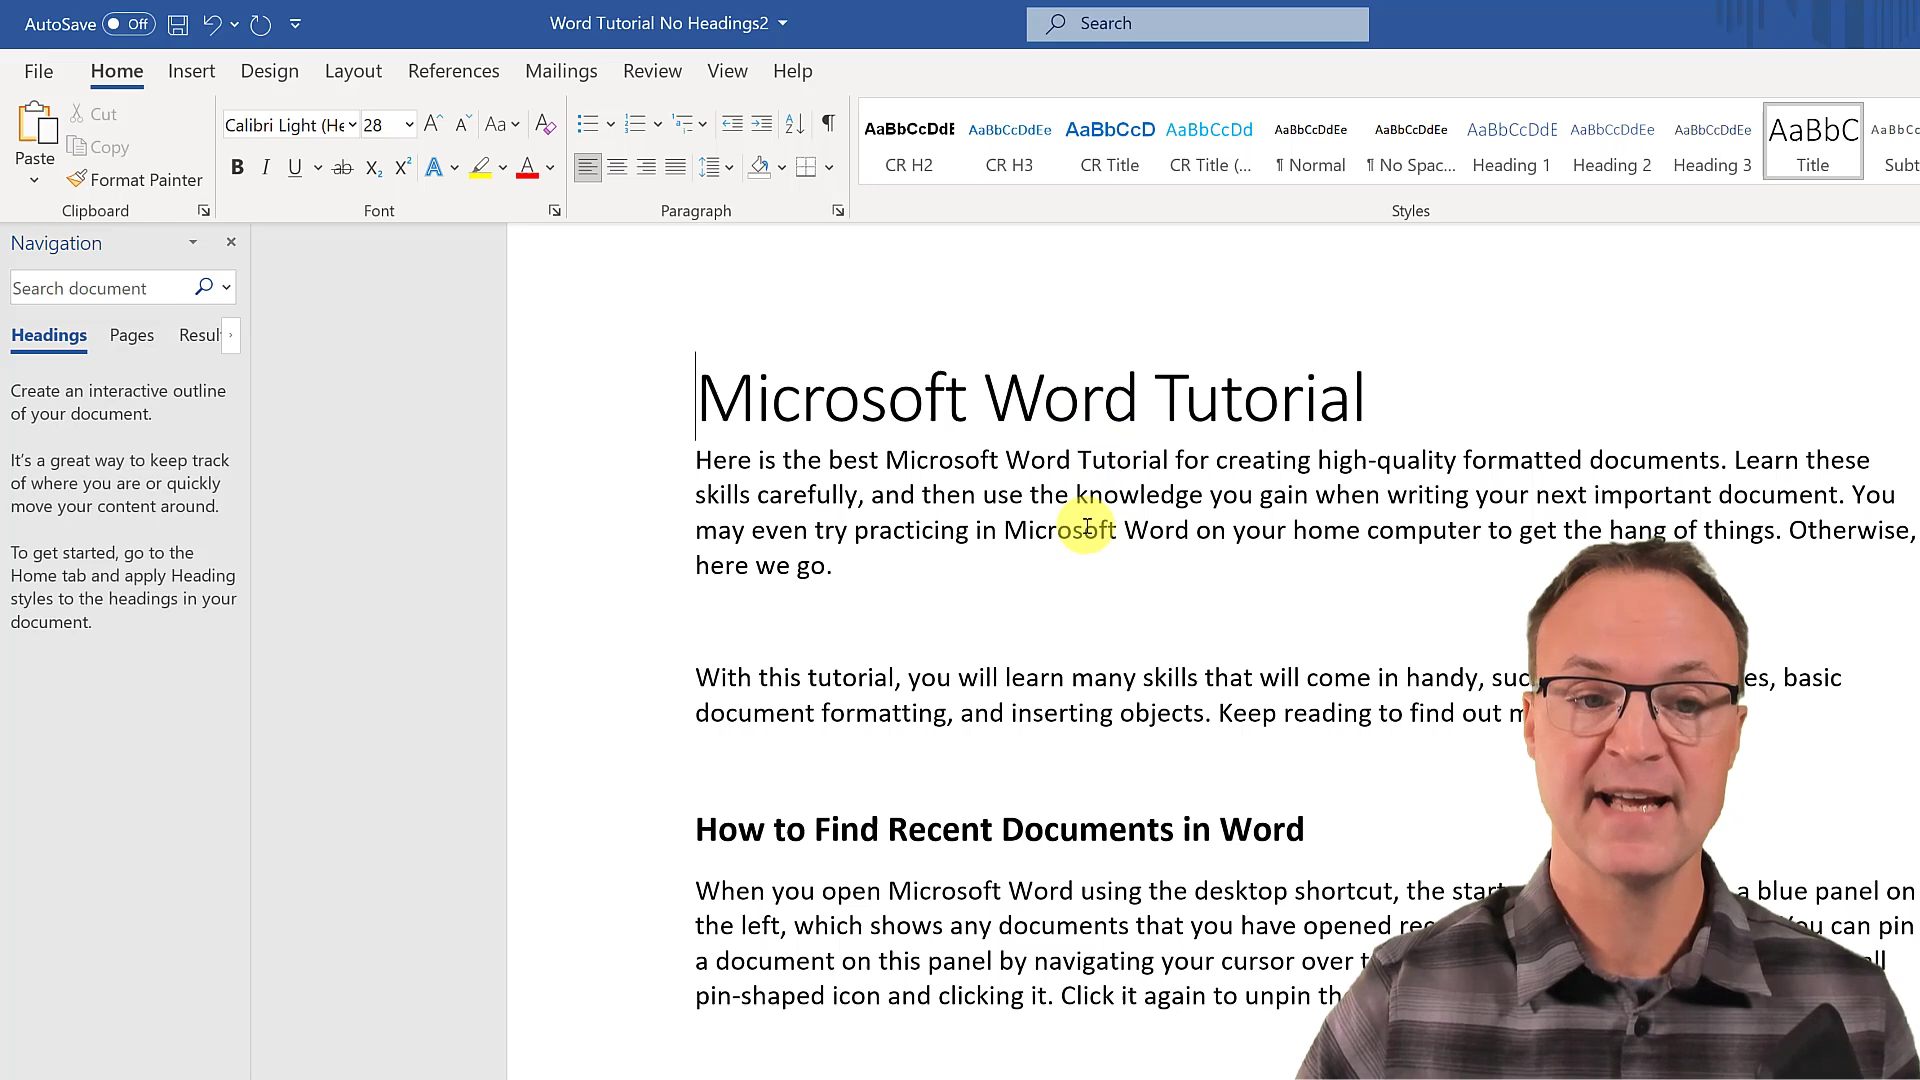 AutoSave Off Word Tutorial No Headings2 Search
File Home Insert Design Layout References Mailings Review View Help
Paste
Cut
Copy
Format Painter
Clipboard
Calibri Light (He 28
Font
Paragraph
AaBbCcDdE AaBbCcDdEe AaBbCcD AaBbCcDd AaBbCcDdEe AaBbCcDdEe AaBbCcDdE AaBbCcDdEe AaBbCcDdEe AaBbC AaBbCcD
CR H2 CR H3 CR Title CR Title (... ¶ Normal ¶ No Spac... Heading 1 Heading 2 Heading 3 Title Subt
Styles
Navigation
Search document
Headings Pages Resul
Create an interactive outline
of your document.
It's a great way to keep track
of where you are or quickly
move your content around.
To get started, go to the
Home tab and apply Heading
styles to the headings in your
document.
Microsoft Word Tutorial
Here is the best Microsoft Word Tutorial for creating high-quality formatted documents. Learn these
skills carefully, and then use the knowledge you gain when writing your next important document. You
may even try practicing in Microsoft Word on your home computer to get the hang of things. Otherwise,
here we go.
With this tutorial, you will learn many skills that will come in handy, suc es, basic
document formatting, and inserting objects. Keep reading to find out m
How to Find Recent Documents in Word
When you open Microsoft Word using the desktop shortcut, the start a blue panel on
the left, which shows any documents that you have opened rec You can pin
a document on this panel by navigating your cursor over t all
pin-shaped icon and clicking it. Click it again to unpin th